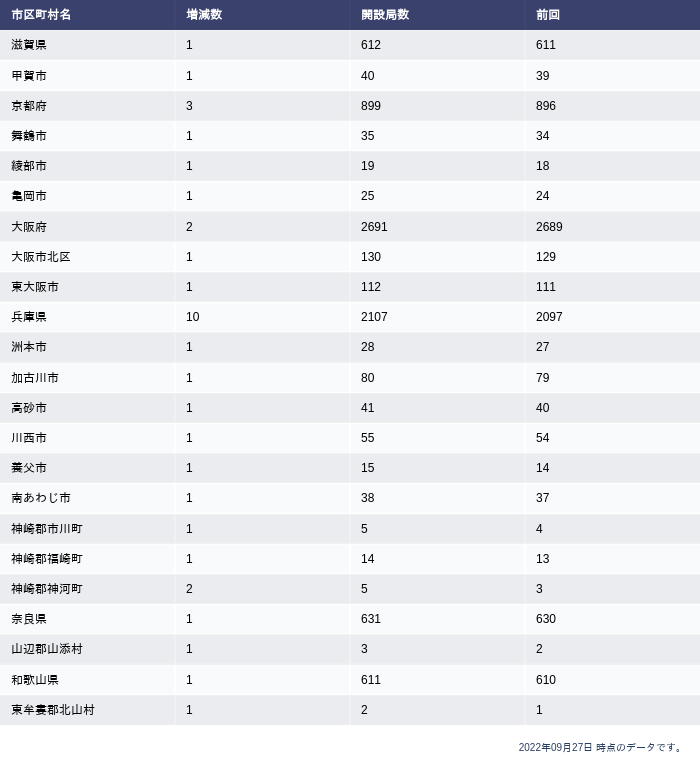 市区町村名 増減数 開設局数 前回
滋賀県 1 612 611
甲賀市 1 40 39
京都府 3 899 896
舞鶴市 1 35 34
綾部市 1 19 18
亀岡市 1 25 24
大阪府 2 2691 2689
大阪市北区 1 130 129
東大阪市 1 112 111
兵庫県 10 2107 2097
洲本市 1 28 27
加古川市 1 80 79
高砂市 1 41 40
川西市 1 55 54
養父市 1 15 14
南あわじ市 1 38 37
神崎郡市川町 1 5 4
神崎郡福崎町 1 14 13
神崎郡神河町 2 5 3
奈良県 1 631 630
山辺郡山添村 1 3 2
和歌山県 1 611 610
東牟婁郡北山村 1 2 1
2022年09月27日 時点のデータです。